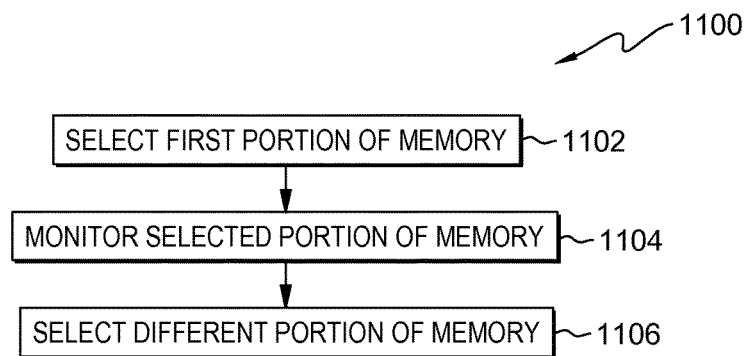 1100
SELECT FIRST PORTION OF MEMORY 1102
MONITOR SELECTED PORTION OF MEMORY 1104
SELECT DIFFERENT PORTION OF MEMORY 1106